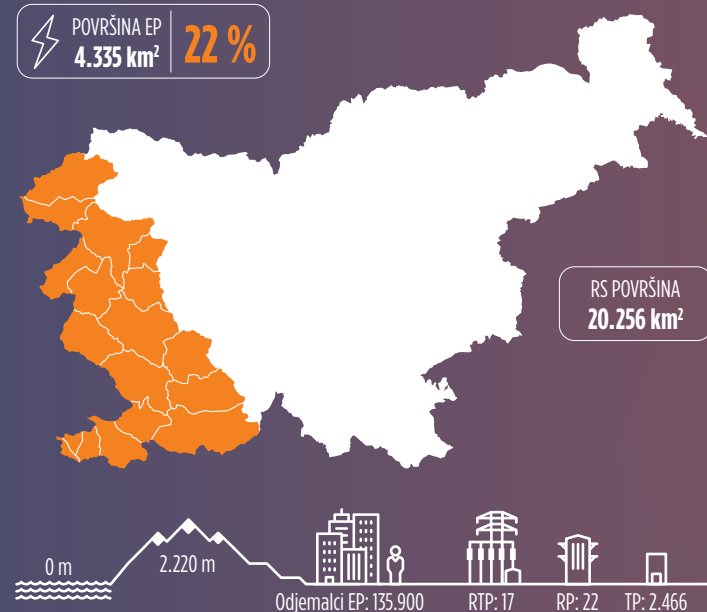 POVRŠINA EP
4.335 km²
22 %
RS POVRŠINA
20.256 km²
0 m
2.220 m
Odjemalci EP: 135.900
RTP: 17
RP: 22
TP: 2.466